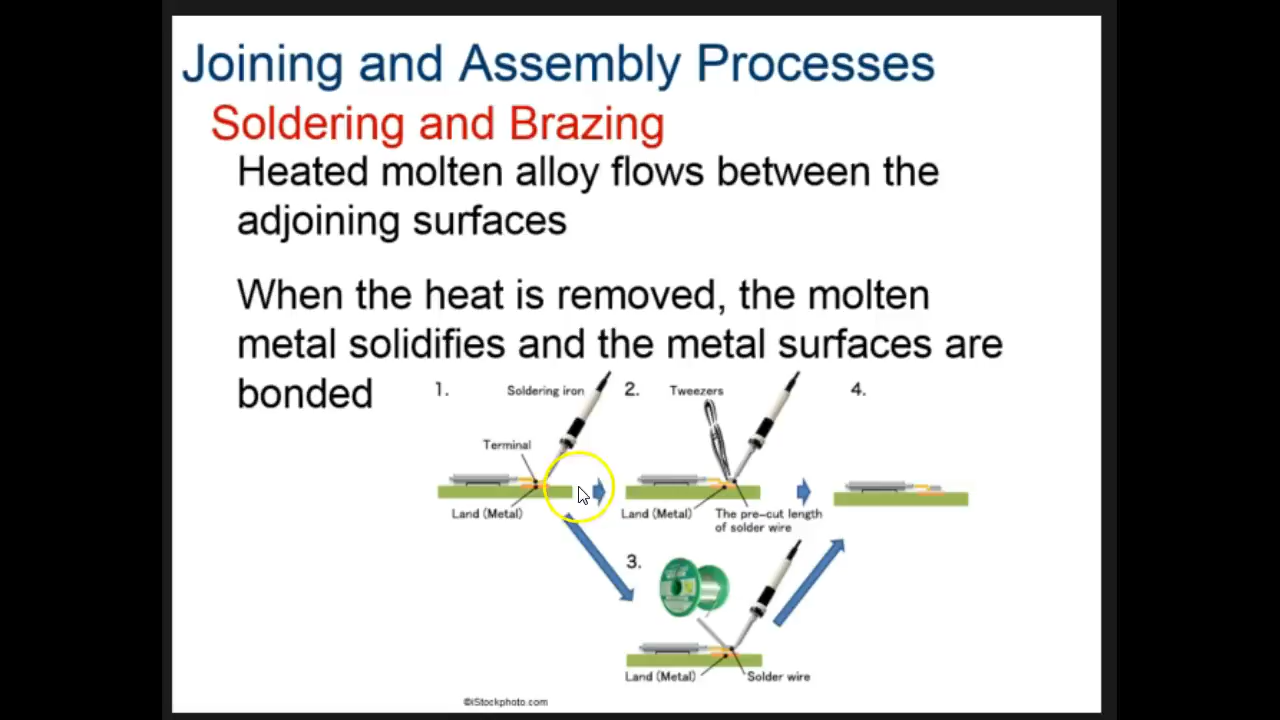 Joining and Assembly Processes
Soldering and Brazing
Heated molten alloy flows between the
adjoining surfaces
When the heat is removed, the molten
metal solidifies and the metal surfaces are
bonded
1.
Soldering iron
Terminal
Land (Metal)
2.
Tweezers
Land (Metal)
The pre-cut length
of solder wire
4.
3.
Land (Metal)
Solder wire
©iStockphoto.com